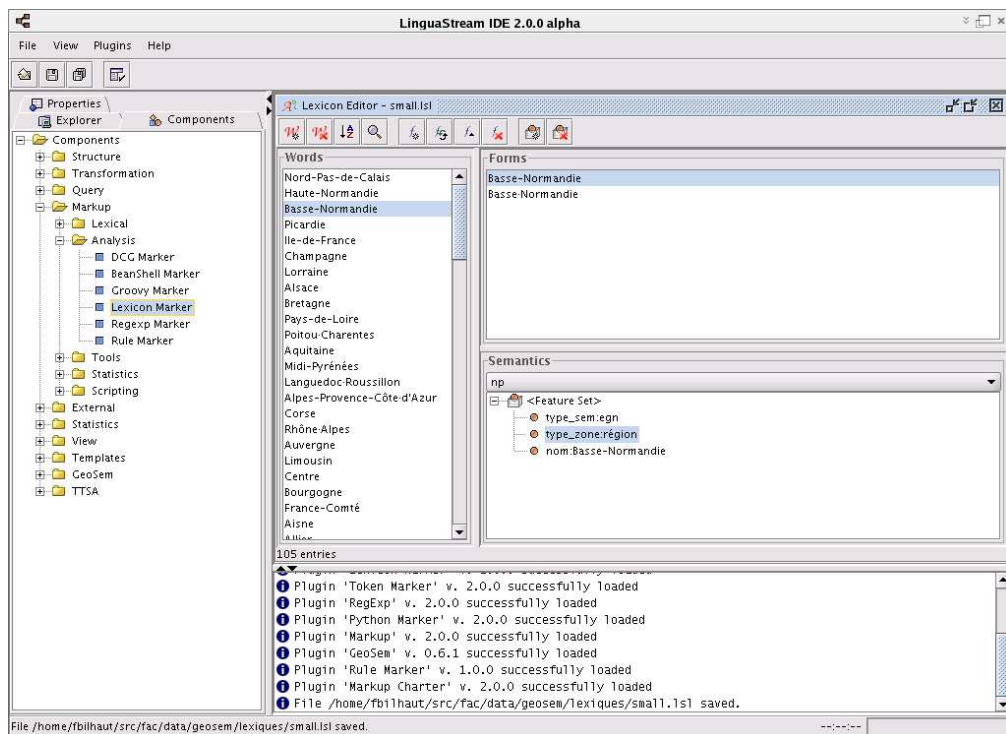 LinguaStream IDE 2.0.0 alpha
File View Plugins Help
Properties
Explorer Components
Components
Structure
Transformation
Query
Markup
Lexical
Analysis
DCG Marker
BeanShell Marker
Groovy Marker
Lexicon Marker
Regexp Marker
Rule Marker
Tools
Statistics
Scripting
External
Statistics
View
Templates
GeoSem
TTSA
Lexicon Editor - small.lsl
Words
Nord-Pas-de-Calais
Haute-Normandie
Basse-Normandie
Picardie
Ile-de-France
Champagne
Lorraine
Alsace
Bretagne
Pays-de-Loire
Poitou-Charentes
Aquitaine
Midi-Pyrénées
Languedoc-Roussillon
Alpes-Provence-Côte-d'Azur
Corse
Rhône-Alpes
Auvergne
Limousin
Centre
Bourgogne
France-Comté
Aisne
Allier
105 entries
Forms
Basse-Normandie
Basse-Normandie
Semantics
np
<Feature Set>
type_sem:egn
type_zone:région
nom:Basse-Normandie
Plugin 'Token Marker' v. 2.0.0 successfully loaded
Plugin 'RegExp' v. 2.0.0 successfully loaded
Plugin 'Python Marker' v. 2.0.0 successfully loaded
Plugin 'Markup' v. 2.0.0 successfully loaded
Plugin 'GeoSem' v. 0.6.1 successfully loaded
Plugin 'Rule Marker' v. 1.0.0 successfully loaded
Plugin 'Markup Charter' v. 2.0.0 successfully loaded
File /home/fbilhaut/src/fac/data/geosem/lexiques/small.lsl saved.
File /home/fbilhaut/src/fac/data/geosem/lexiques/small.lsl saved.
--:--:--